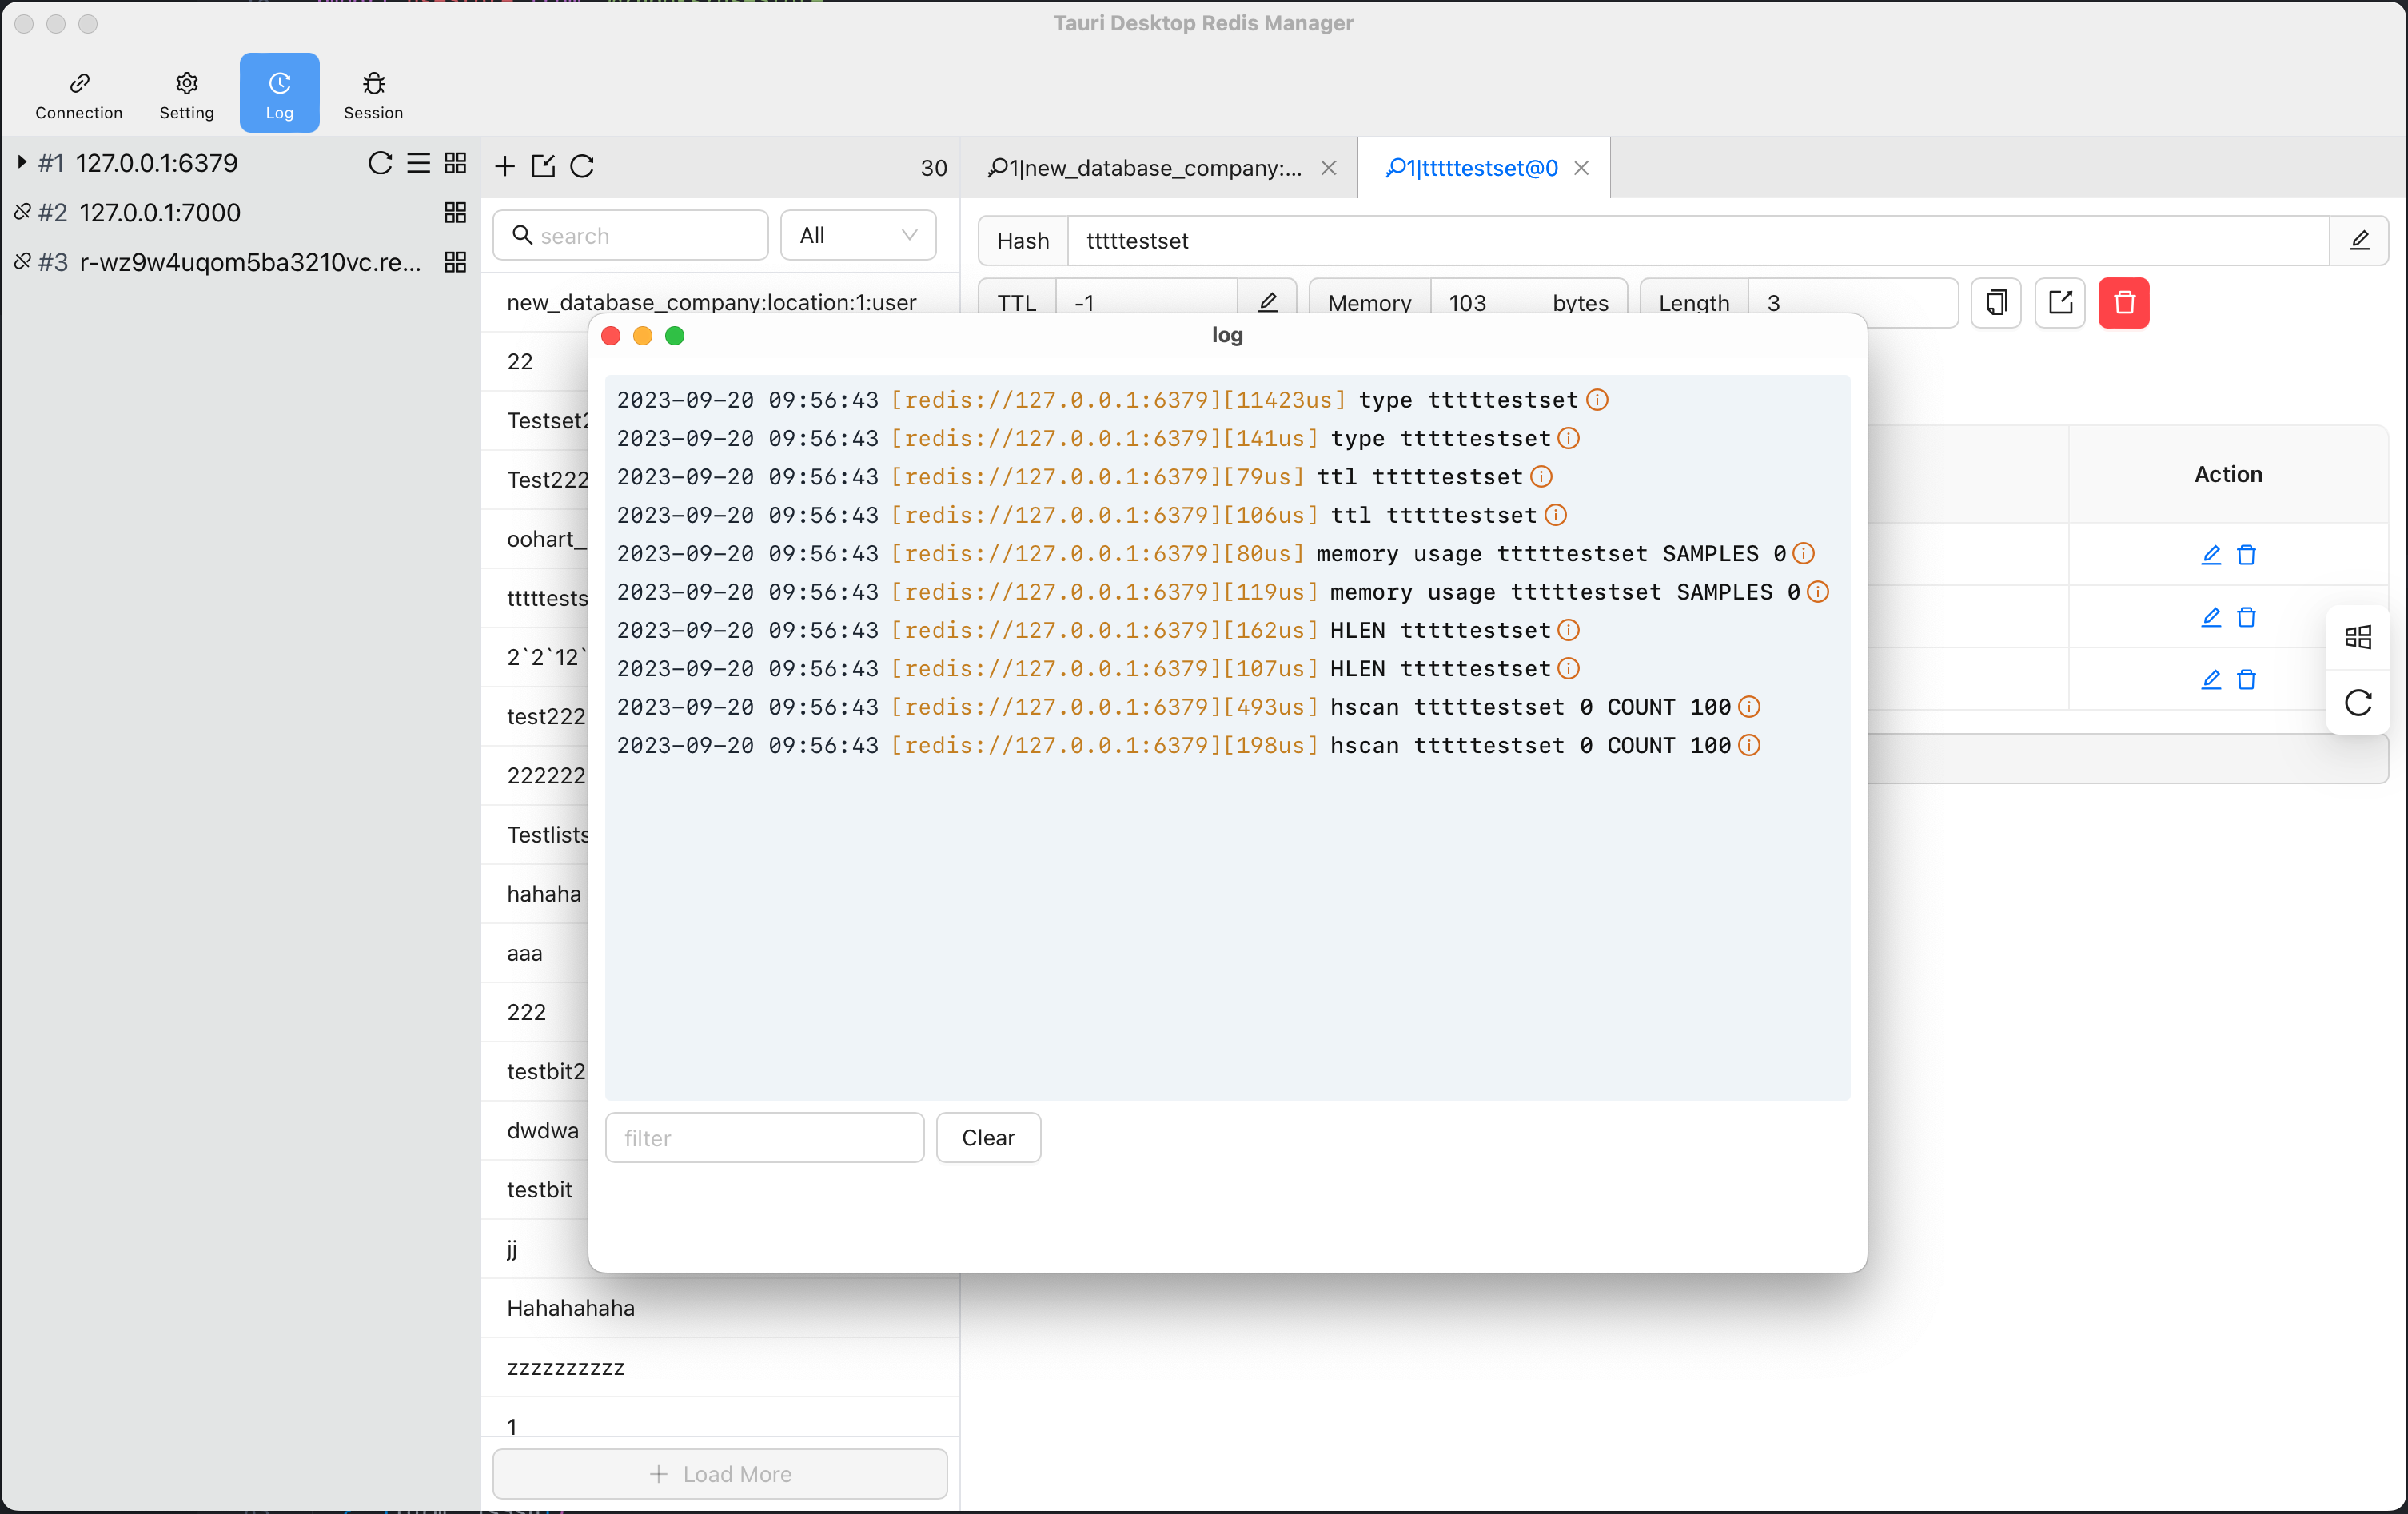 Tauri Desktop Redis Manager
Connection
Setting
Log
Session
#1 127.0.0.1:6379
#2 127.0.0.1:7000
#3 r-wz9w4uqom5ba3210vc.re...
30
search
All
new_database_company:location:1:user
22
Testset2
Test222
oohart_
tttttests
2`2`12`
test222
222222
Testlists
hahaha
aaa
222
testbit2
dwdwa
testbit
jj
Hahahahaha
zzzzzzzzzz
1
+ Load More
1|new_database_company:...
1|tttttestset@0
Hash tttttestset
TTL -1
Memory 103 bytes
Length 3
Action
log
2023-09-20 09:56:43 [redis://127.0.0.1:6379][11423us] type tttttestset
2023-09-20 09:56:43 [redis://127.0.0.1:6379][141us] type tttttestset
2023-09-20 09:56:43 [redis://127.0.0.1:6379][79us] ttl tttttestset
2023-09-20 09:56:43 [redis://127.0.0.1:6379][106us] ttl tttttestset
2023-09-20 09:56:43 [redis://127.0.0.1:6379][80us] memory usage tttttestset SAMPLES 0
2023-09-20 09:56:43 [redis://127.0.0.1:6379][119us] memory usage tttttestset SAMPLES 0
2023-09-20 09:56:43 [redis://127.0.0.1:6379][162us] HLEN tttttestset
2023-09-20 09:56:43 [redis://127.0.0.1:6379][107us] HLEN tttttestset
2023-09-20 09:56:43 [redis://127.0.0.1:6379][493us] hscan tttttestset 0 COUNT 100
2023-09-20 09:56:43 [redis://127.0.0.1:6379][198us] hscan tttttestset 0 COUNT 100
filter
Clear